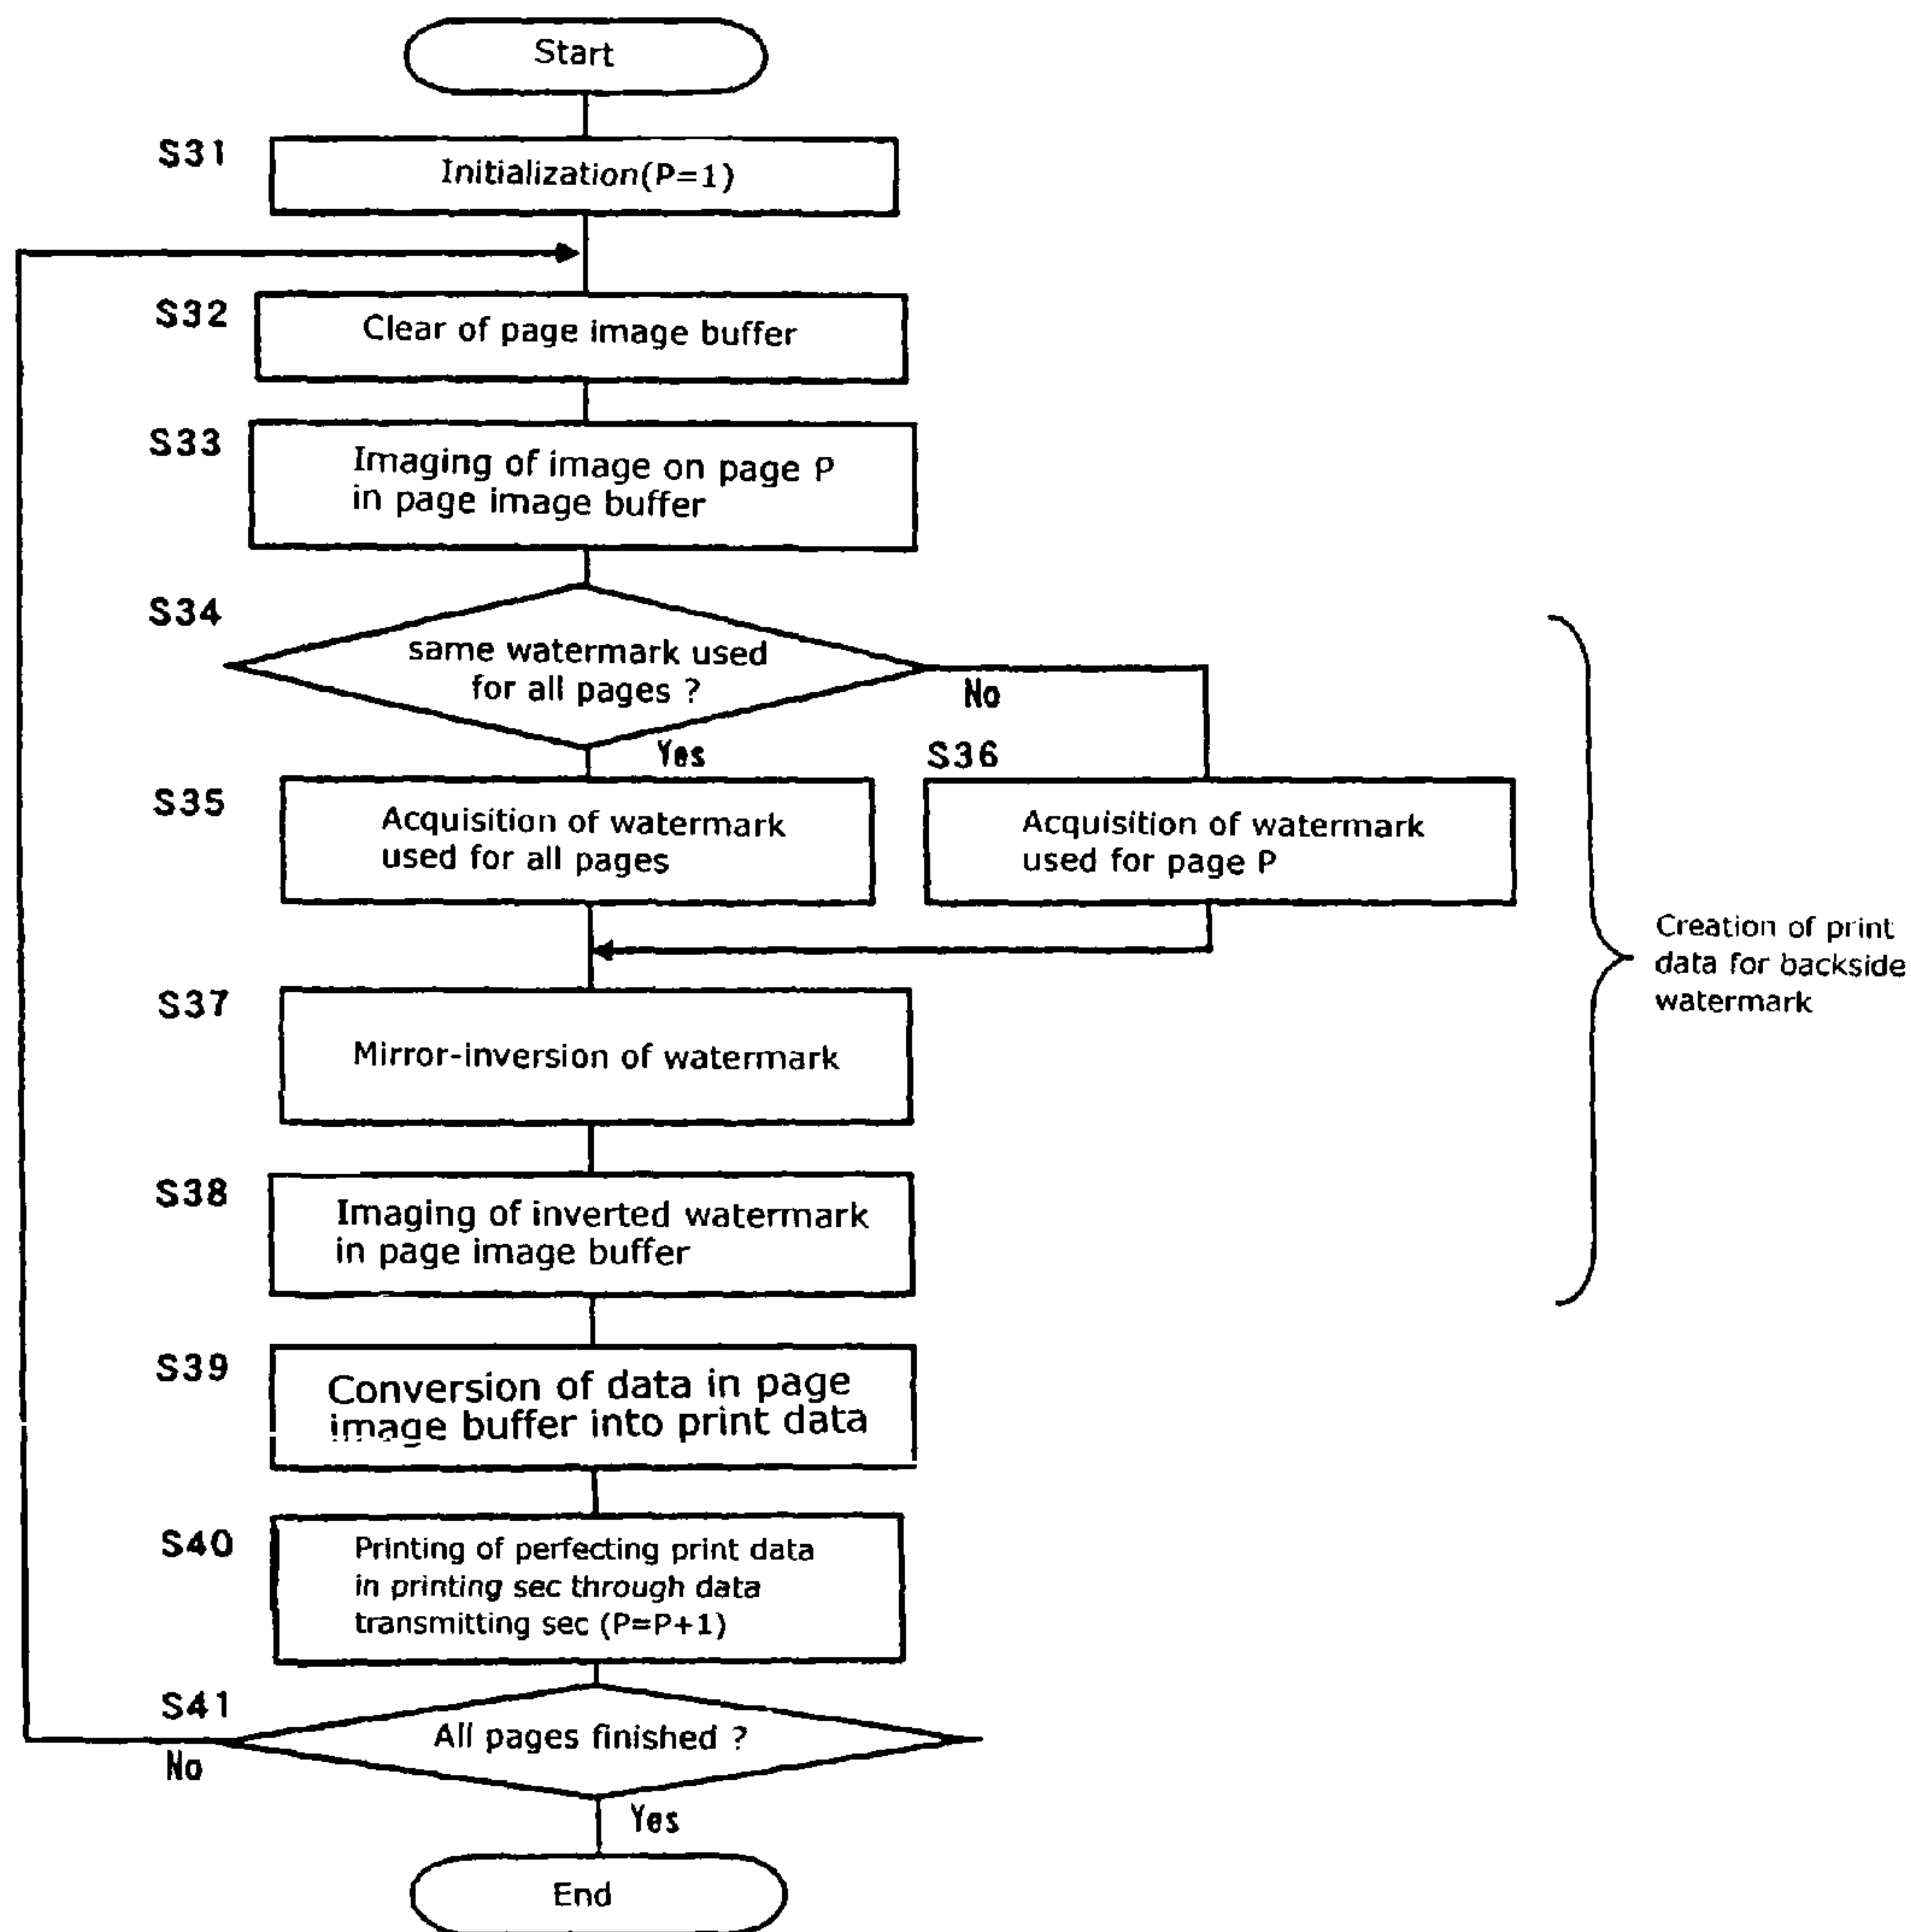 Start
S31
Initialization(P=1)
S32
Clear of page image buffer
S33
Imaging of image on page P
in page image buffer
S34
same watermark used
for all pages ?
No
Yes
S36
S35
Acquisition of watermark
used for all pages
Acquisition of watermark
used for page P
Creation of print
data for backside
watermark
S37
Mirror-inversion of watermark
S38
Imaging of inverted watermark
in page image buffer
S39
Conversion of data in page
image buffer into print data
S40
Printing of perfecting print data
in printing sec through data
transmitting sec (P=P+1)
S41
All pages finished ?
No
Yes
End